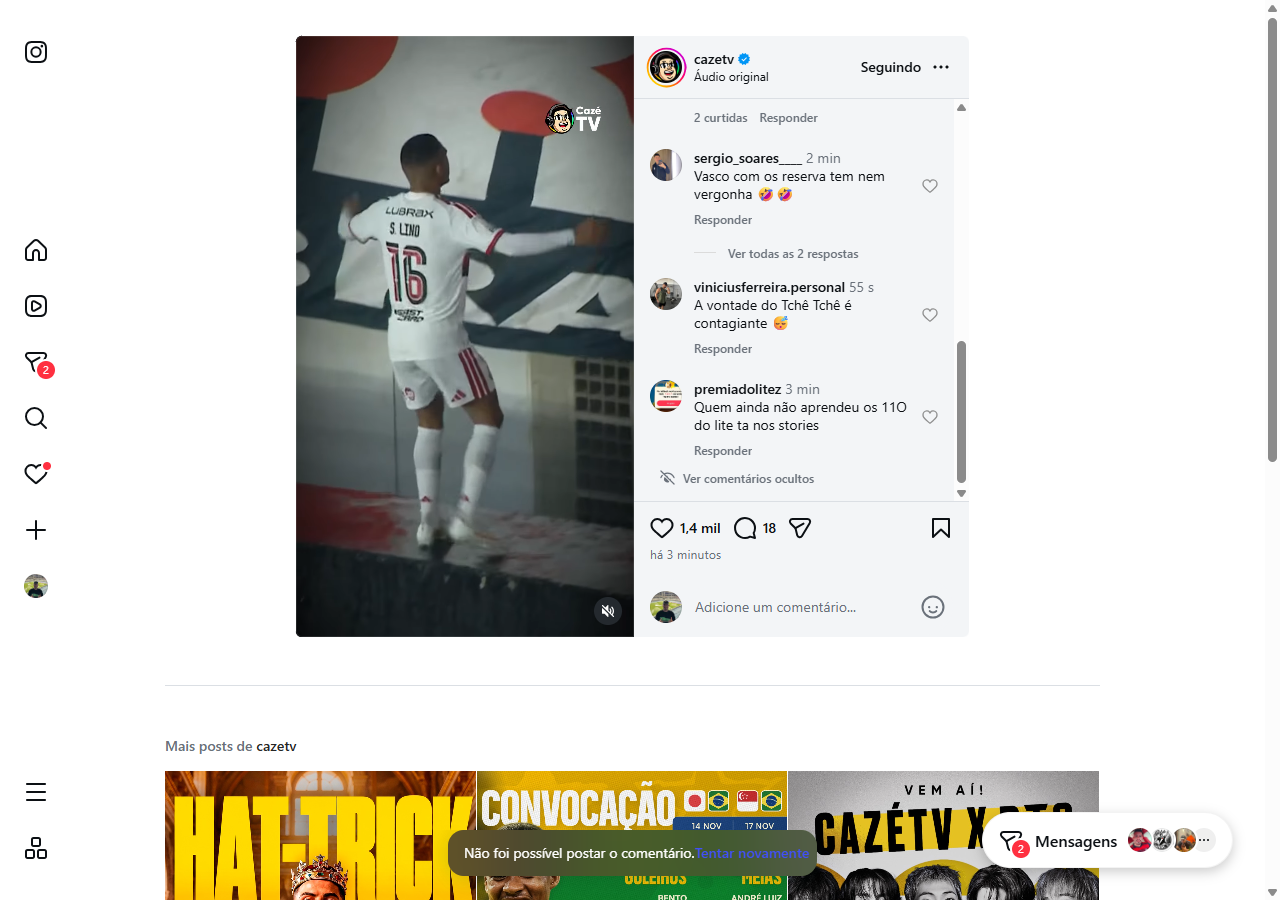 Cazé
TV
LUBRAX
S. LINO
16
cazetv
Áudio original
Seguindo
2 curtidas Responder
sergio_soares____ 2 min
Vasco com os reserva tem nem
vergonha 🤣🤣
Responder
Ver todas as 2 respostas
viniciusferreira.personal 55 s
A vontade do Tchê Tchê é
contagiante 😴
Responder
premiadolitez 3 min
Quem ainda não aprendeu os 11O
do lite ta nos stories
Responder
Ver comentários ocultos
1,4 mil 18
há 3 minutos
Adicione um comentário...
2
Mais posts de cazetv
HAT-TRICK
CONVOCAÇÃO
14 NOV 17 NOV
GOLEIROS MEIAS
BENTO ANDRÉ LUIZ
VEM AÍ!
CAZÉTV X
Não foi possível postar o comentário. Tentar novamente
2
Mensagens